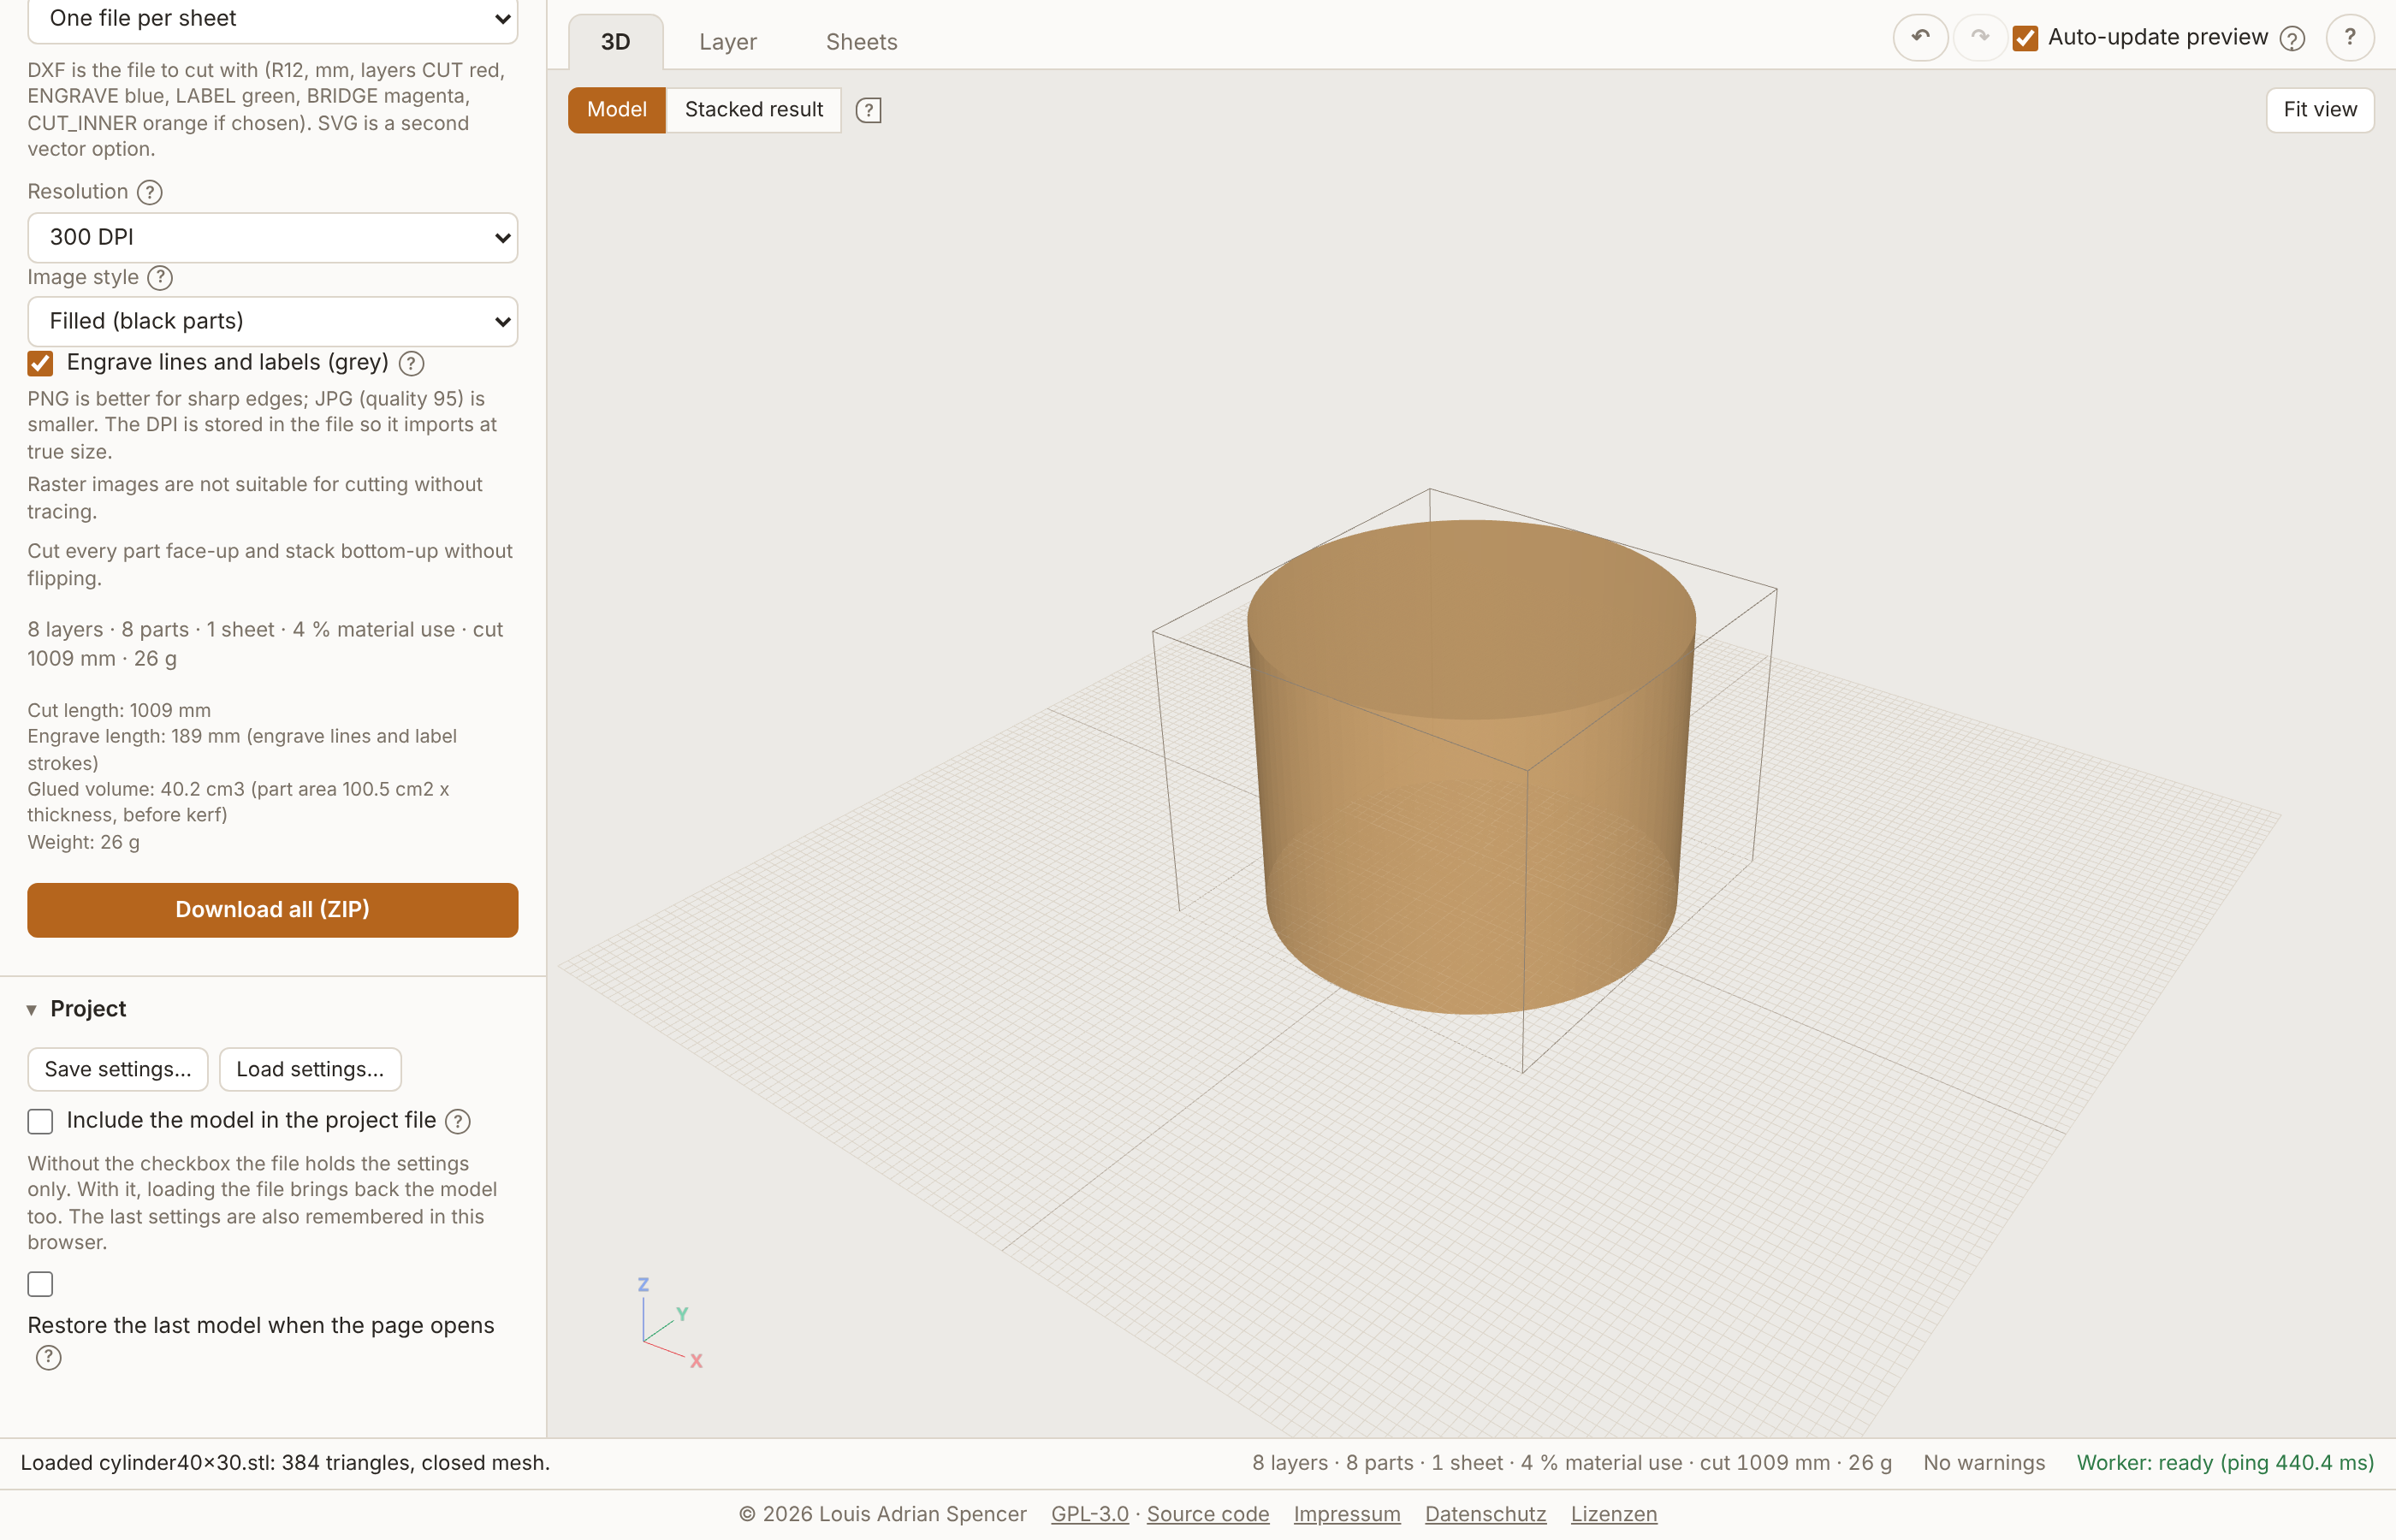 One file per sheet
DXF is the file to cut with (R12, mm, layers CUT red,
ENGRAVE blue, LABEL green, BRIDGE magenta,
CUT_INNER orange if chosen). SVG is a second
vector option.
Resolution ?
300 DPI
Image style ?
Filled (black parts)
Engrave lines and labels (grey) ?
PNG is better for sharp edges; JPG (quality 95) is
smaller. The DPI is stored in the file so it imports at
true size.
Raster images are not suitable for cutting without
tracing.
Cut every part face-up and stack bottom-up without
flipping.
8 layers · 8 parts · 1 sheet · 4 % material use · cut
1009 mm · 26 g
Cut length: 1009 mm
Engrave length: 189 mm (engrave lines and label
strokes)
Glued volume: 40.2 cm3 (part area 100.5 cm2 x
thickness, before kerf)
Weight: 26 g
Download all (ZIP)
▼ Project
Save settings...
Load settings...
Include the model in the project file ?
Without the checkbox the file holds the settings
only. With it, loading the file brings back the model
too. The last settings are also remembered in this
browser.
Restore the last model when the page opens
?
3D
Layer
Sheets
Auto-update preview ?
?
Model
Stacked result
?
Fit view
Z
Y
X
Loaded cylinder40×30.stl: 384 triangles, closed mesh.
8 layers · 8 parts · 1 sheet · 4 % material use · cut 1009 mm · 26 g
No warnings
Worker: ready (ping 440.4 ms)
© 2026 Louis Adrian Spencer GPL-3.0 · Source code Impressum Datenschutz Lizenzen